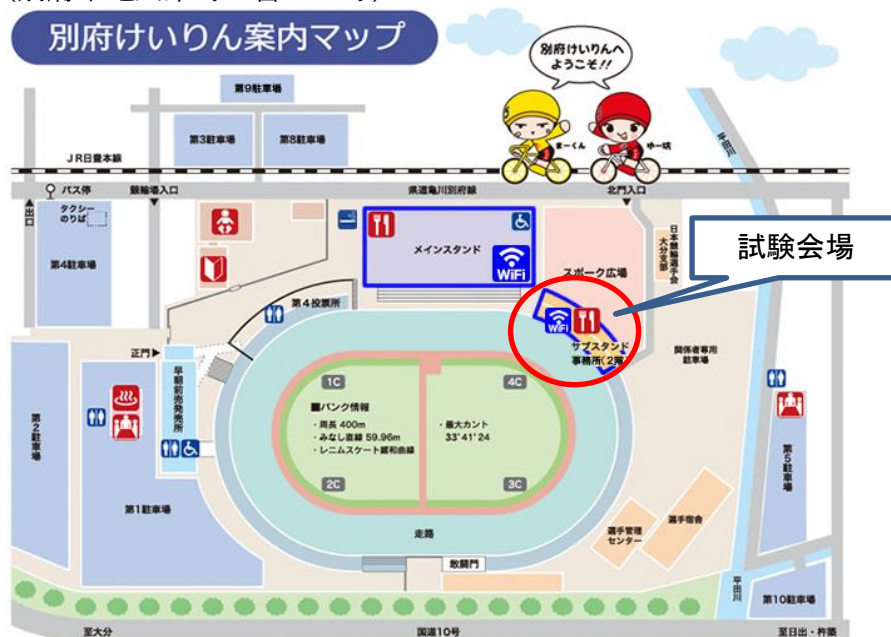 別府けいりん案内マップ
別府けいりんへ
ようこそ!!
第9駐車場
第3駐車場
第8駐車場
まーくん
ゆー坊
平田川
JR日豊本線
バス停
競輪場入口
県道亀川別府線
北門入口
▲出口
タクシー
のりば
第4駐車場
メインスタンド
WiFi
スポーク広場
日本競輪選手会
大分支部
試験会場
第4投票所
WiFi
サブスタンド
事務所(2階)
関係者専用
駐車場
正門▶
早朝前売発売所
第2駐車場
1C
4C
■バンク情報
・周長 400m
・みなし直線 59.96m
・レニムスケート緩和曲線
・最大カント
33°41'24
2C
3C
第5駐車場
第1駐車場
走路
選手管理
センター
選手宿舎
敢闘門
平田川
第10駐車場
至大分
国道10号
至日出・杵築